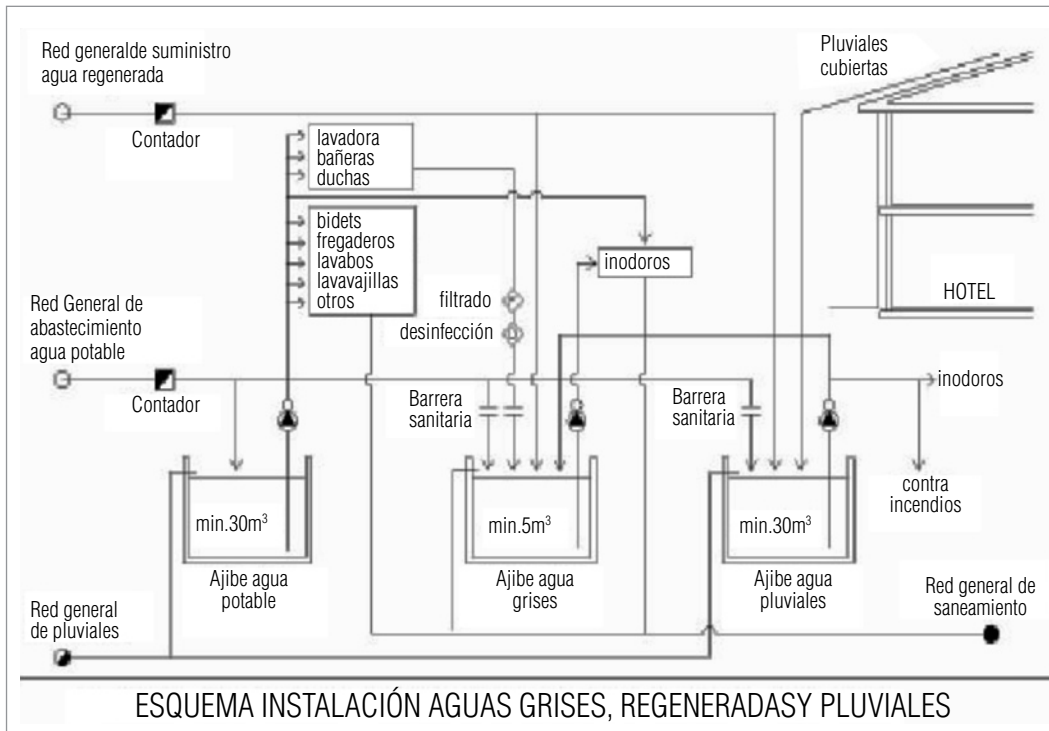 Red generalde suministro
agua regenerada
Contador
Pluviales
cubiertas
lavadora
bañeras
duchas
bidets
fregaderos
lavabos
lavavajillas
otros
inodoros
filtrado
desinfección
HOTEL
Red General de
abastecimiento
agua potable
Contador
Barrera
sanitaria
Barrera
sanitaria
inodoros
contra
incendios
min.30m³
min.5m³
min.30m³
Ajibe agua
potable
Ajibe agua
grises
Ajibe agua
pluviales
Red general
de pluviales
Red general de
saneamiento
ESQUEMA INSTALACIÓN AGUAS GRISES, REGENERADASY PLUVIALES